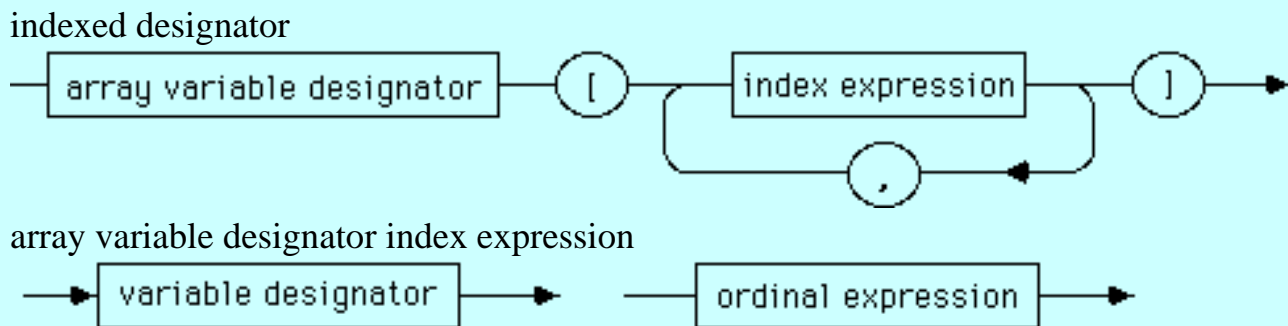 indexed designator
array variable designator [ index expression ]
,
array variable designator index expression
variable designator ordinal expression